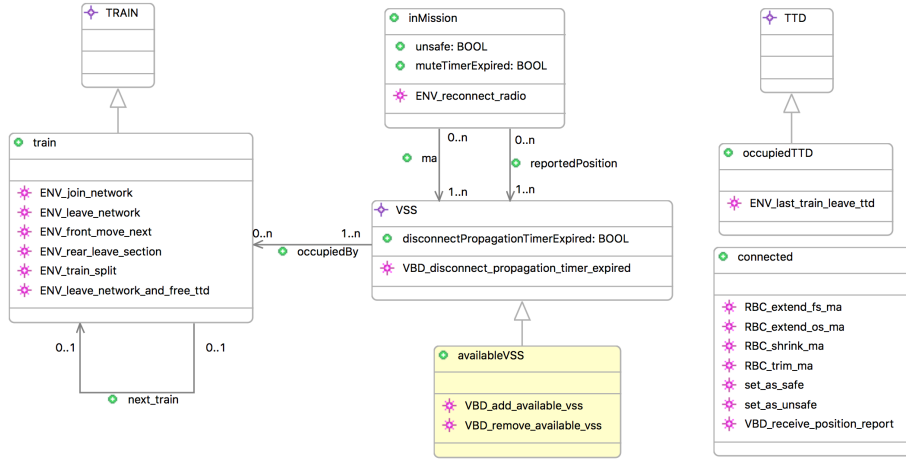 TRAIN
inMission
unsafe: BOOL
muteTimerExpired: BOOL
ENV_reconnect_radio
TTD
train
ENV_join_network
ENV_leave_network
ENV_front_move_next
ENV_rear_leave_section
ENV_train_split
ENV_leave_network_and_free_ttd
0..n
0..n
ma
reportedPosition
1..n
1..n
occupiedTTD
ENV_last_train_leave_ttd
VSS
disconnectPropagationTimerExpired: BOOL
VBD_disconnect_propagation_timer_expired
0..n
1..n
occupiedBy
connected
RBC_extend_fs_ma
RBC_extend_os_ma
RBC_shrink_ma
RBC_trim_ma
set_as_safe
set_as_unsafe
VBD_receive_position_report
0..1
0..1
next_train
availableVSS
VBD_add_available_vss
VBD_remove_available_vss